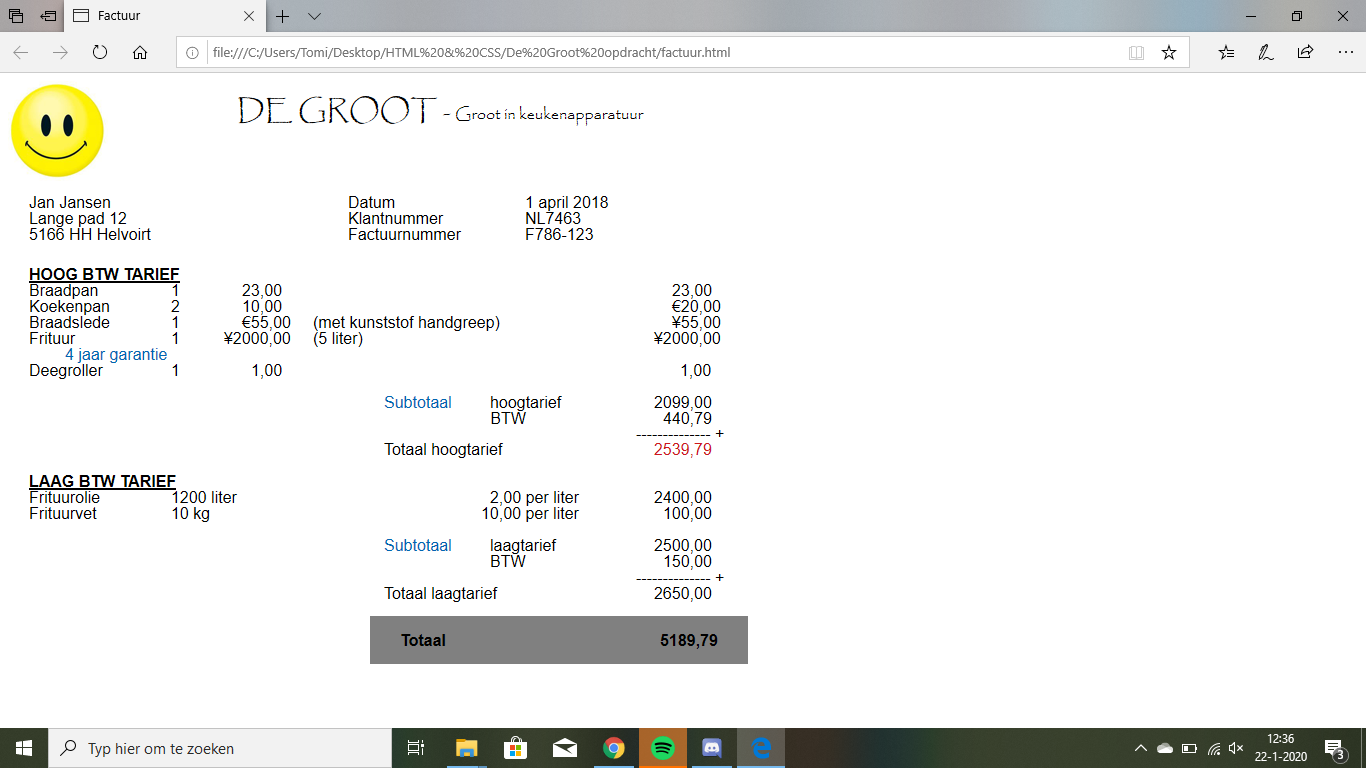 Factuur
file:///C:/Users/Tomi/Desktop/HTML%20&%20CSS/De%20Groot%20opdracht/factuur.html
DE GROOT - Groot in keukenapparatuur
Jan Jansen Datum 1 april 2018
Lange pad 12 Klantnummer NL7463
5166 HH Helvoirt Factuurnummer F786-123
HOOG BTW TARIEF
Braadpan 1 23,00 23,00
Koekenpan 2 10,00 €20,00
Braadslede 1 €55,00 (met kunststof handgreep) ¥55,00
Frituur 1 ¥2000,00 (5 liter) ¥2000,00
4 jaar garantie
Deegroller 1 1,00 1,00
Subtotaal hoogtarief 2099,00
BTW 440,79
-------------- +
Totaal hoogtarief 2539,79
LAAG BTW TARIEF
Frituurolie 1200 liter 2,00 per liter 2400,00
Frituurvet 10 kg 10,00 per liter 100,00
Subtotaal laagtarief 2500,00
BTW 150,00
-------------- +
Totaal laagtarief 2650,00
Totaal 5189,79
Typ hier om te zoeken
12:36
22-1-2020
3